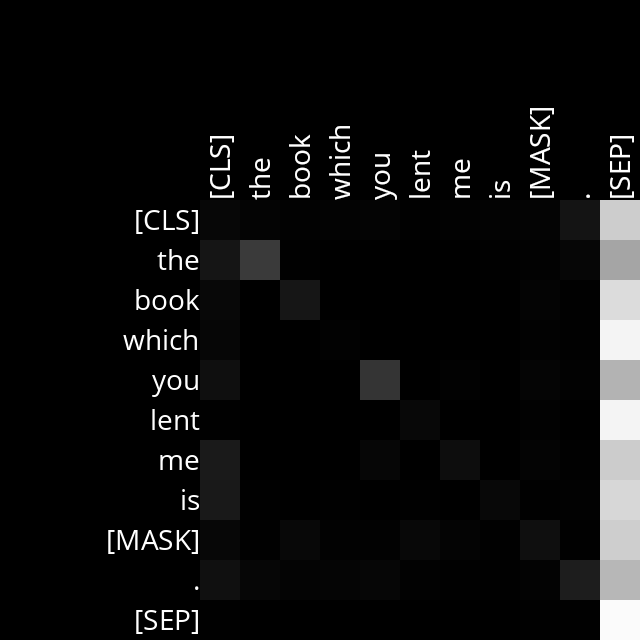 [CLS] the book which you lent me is [MASK] . [SEP]
[CLS]
the
book
which
you
lent
me
is
[MASK]
.
[SEP]